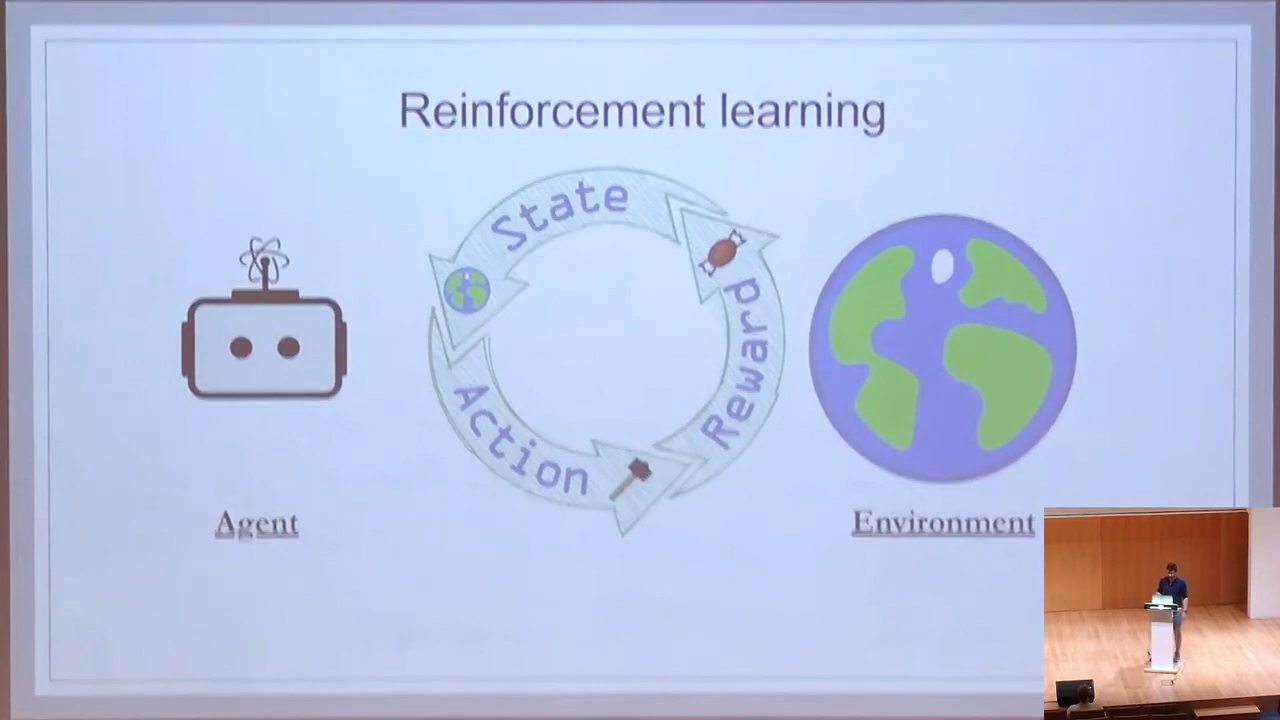 Reinforcement learning
State
Reward
Action
Agent
Environment